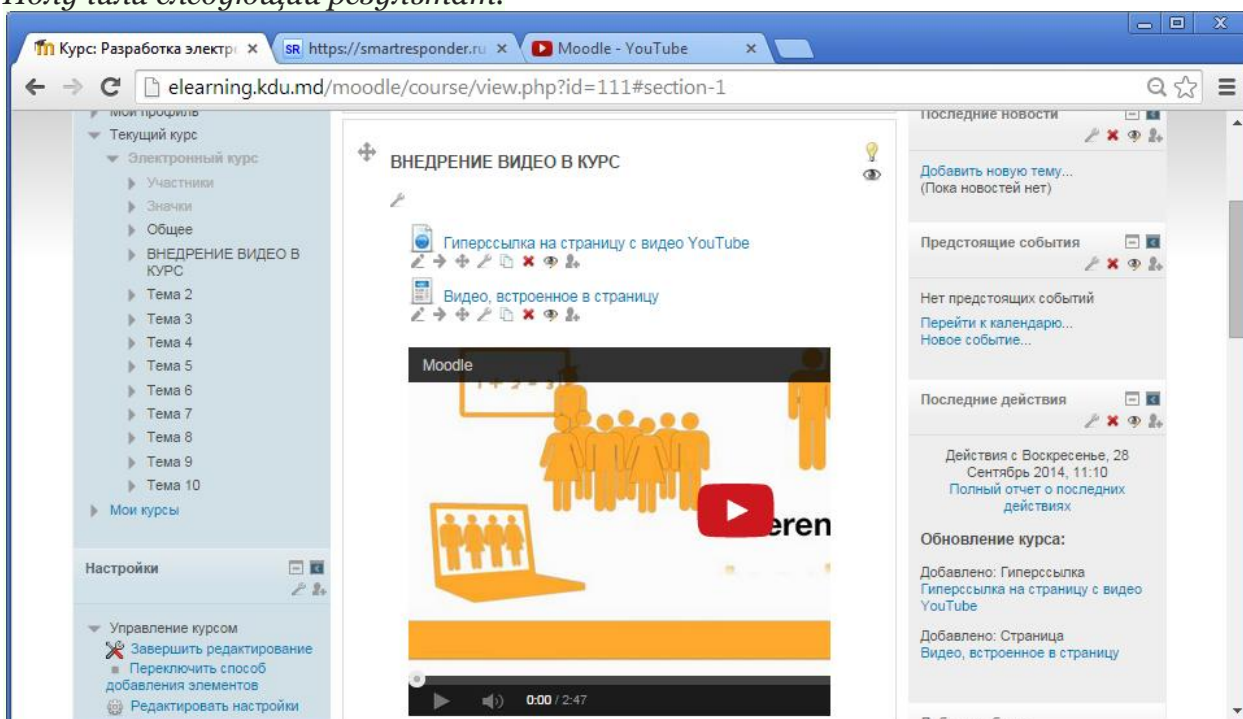 Получили следующий результат:
Курс: Разработка электро
SR https://smartresponder.ru
Moodle - YouTube
elearning.kdu.md/moodle/course/view.php?id=111#section-1
Мой профиль
Текущий курс
Электронный курс
Участники
Значки
Общее
ВНЕДРЕНИЕ ВИДЕО В
КУРС
Тема 2
Тема 3
Тема 4
Тема 5
Тема 6
Тема 7
Тема 8
Тема 9
Тема 10
Мои курсы
Настройки
Управление курсом
Завершить редактирование
Переключить способ
добавления элементов
Редактировать настройки
ВНЕДРЕНИЕ ВИДЕО В КУРС
Гиперссылка на страницу с видео YouTube
Видео, встроенное в страницу
Moodle
1 + 2 = 3
eren
0:00 / 2:47
Последние новости
Добавить новую тему...
(Пока новостей нет)
Предстоящие события
Нет предстоящих событий
Перейти к календарю...
Новое событие...
Последние действия
Действия с Воскресенье, 28
Сентябрь 2014, 11:10
Полный отчет о последних
действиях
Обновление курса:
Добавлено: Гиперссылка
Гиперссылка на страницу с видео
YouTube
Добавлено: Страница
Видео, встроенное в страницу